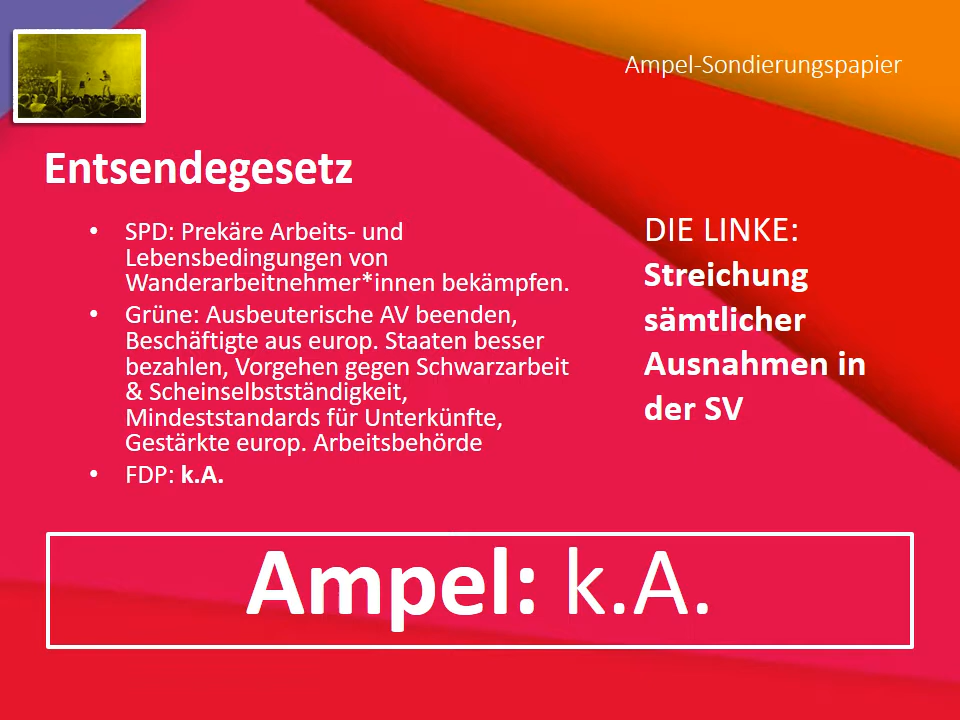 Ampel-Sondierungspapier
Entsendegesetz
• SPD: Prekäre Arbeits- und
Lebensbedingungen von
Wanderarbeitnehmer*innen bekämpfen.
• Grüne: Ausbeuterische AV beenden,
Beschäftigte aus europ. Staaten besser
bezahlen, Vorgehen gegen Schwarzarbeit
& Scheinselbstständigkeit,
Mindeststandards für Unterkünfte,
Gestärkte europ. Arbeitsbehörde
• FDP: k.A.
DIE LINKE:
Streichung
sämtlicher
Ausnahmen in
der SV
Ampel: k.A.